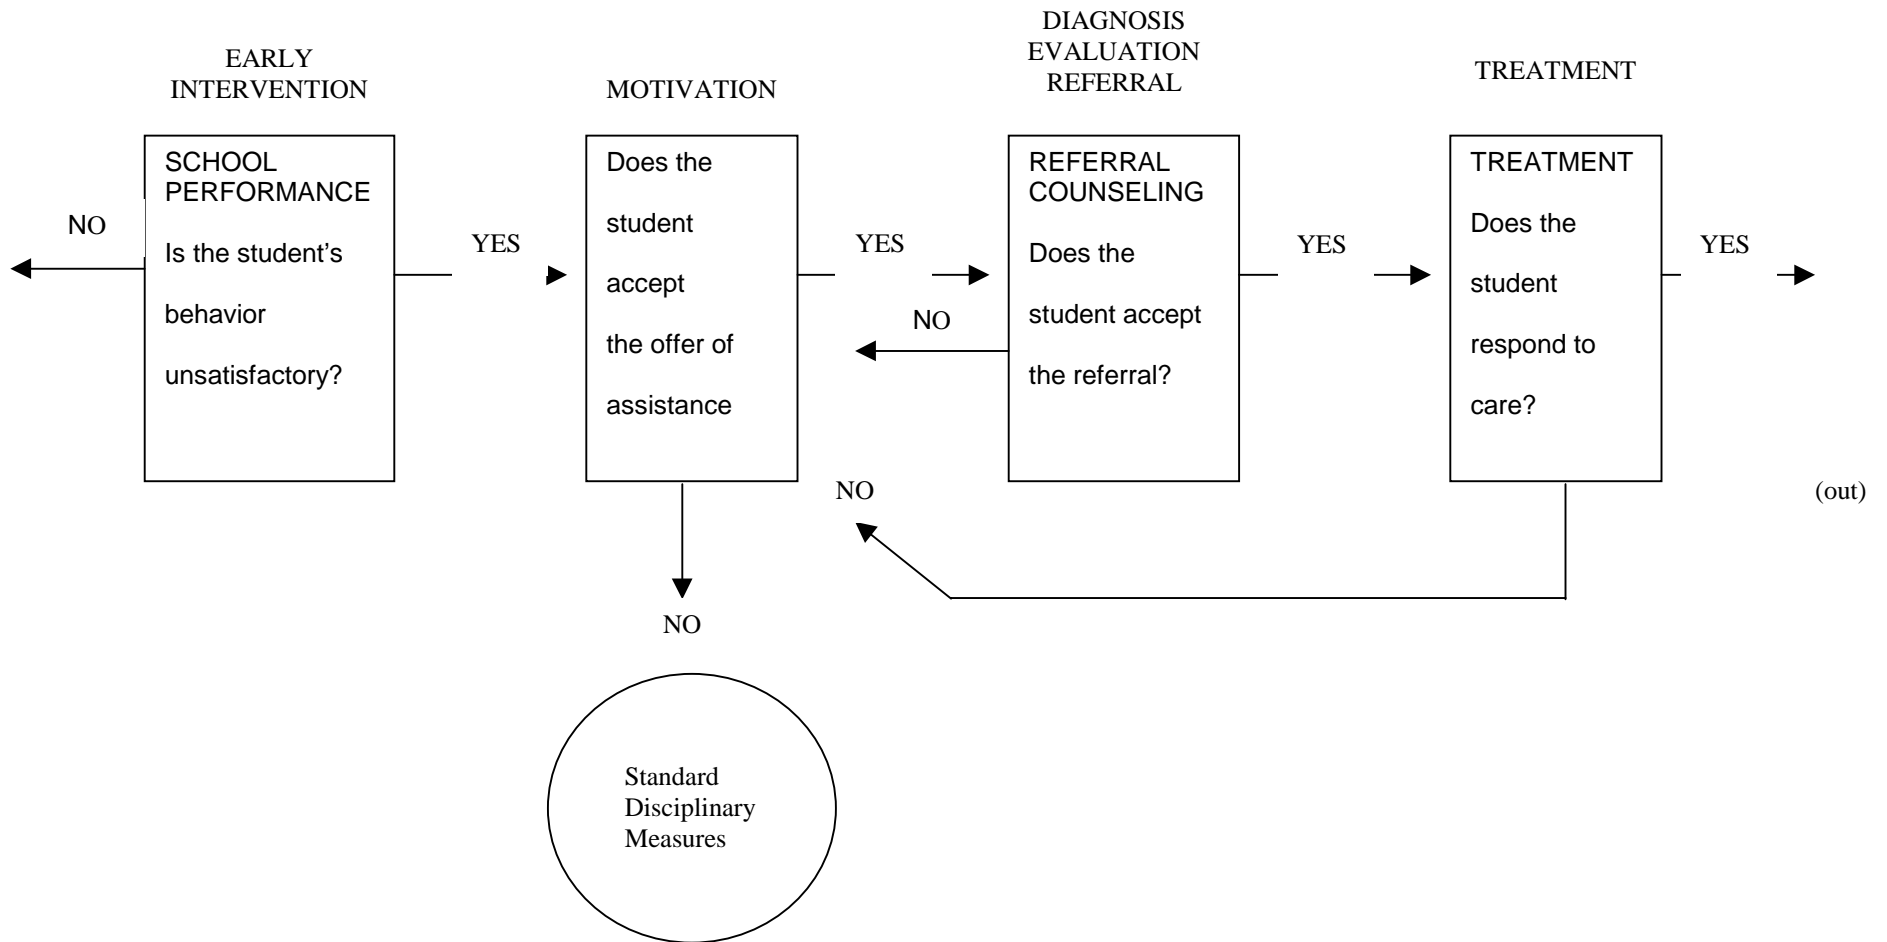 EARLY
INTERVENTION
MOTIVATION
DIAGNOSIS
EVALUATION
REFERRAL
TREATMENT
NO
SCHOOL
PERFORMANCE
Is the student's
behavior
unsatisfactory?
YES
Does the
student
accept
the offer of
assistance
YES
NO
REFERRAL
COUNSELING
Does the
student accept
the referral?
YES
TREATMENT
Does the
student
respond to
care?
YES
NO
(out)
NO
Standard
Disciplinary
Measures